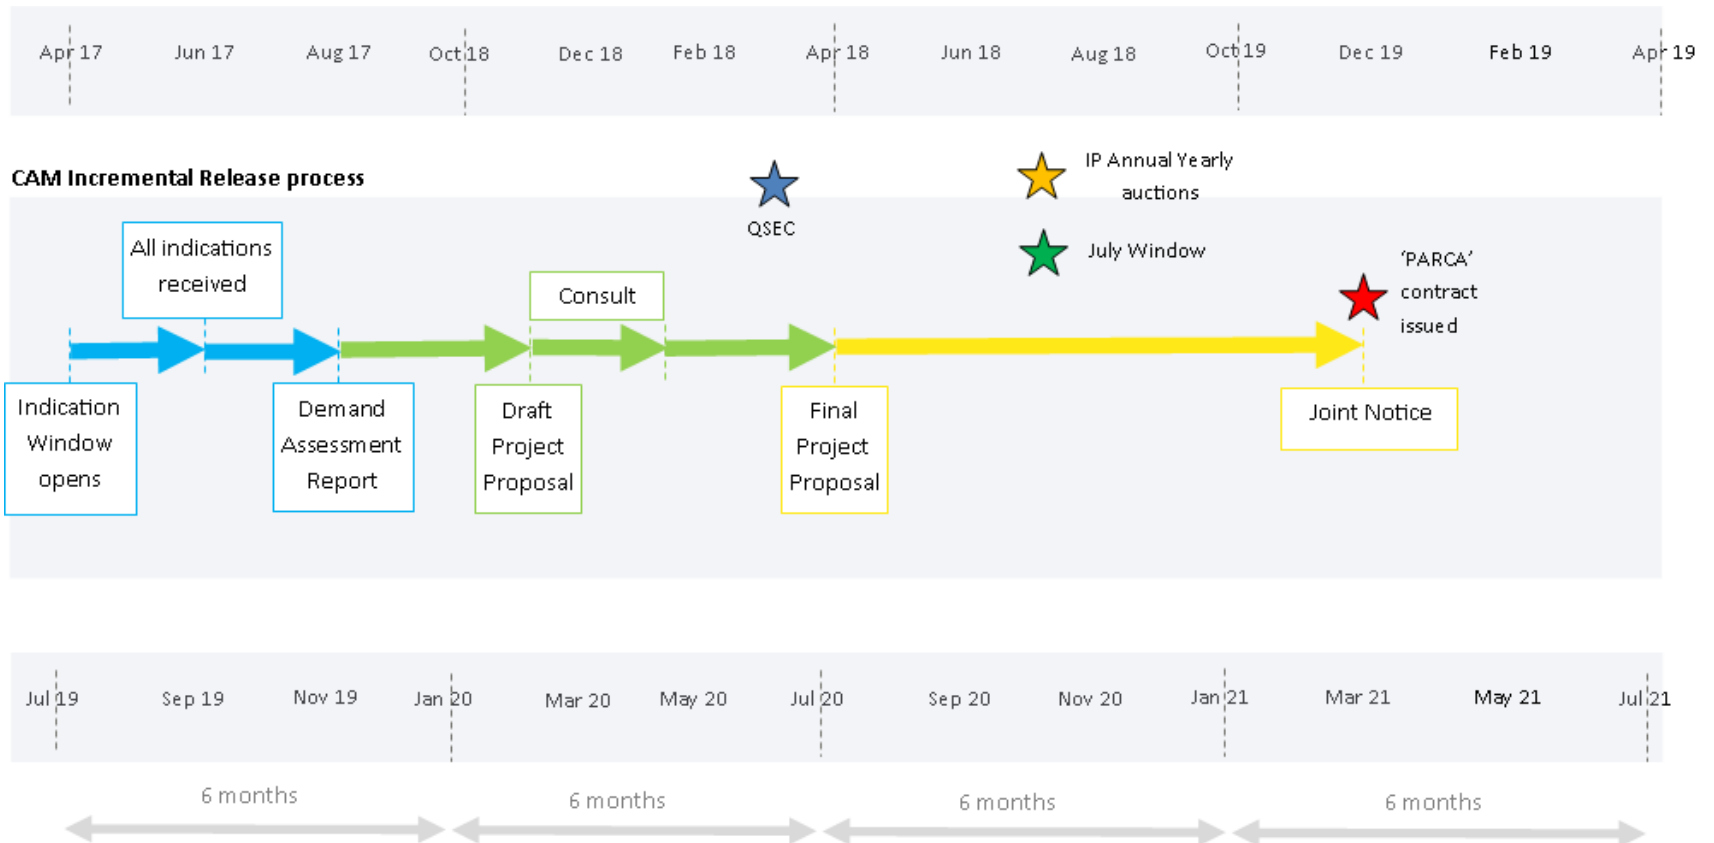 Apr 17 Jun 17 Aug 17 Oct 18 Dec 18 Feb 18 Apr 18 Jun 18 Aug 18 Oct 19 Dec 19 Feb 19 Apr 19
CAM Incremental Release process
QSEC
IP Annual Yearly
auctions
July Window
'PARCA'
contract
issued
All indications
received
Consult
Indication
Window
opens
Demand
Assessment
Report
Draft
Project
Proposal
Final
Project
Proposal
Joint Notice
Jul 19 Sep 19 Nov 19 Jan 20 Mar 20 May 20 Jul 20 Sep 20 Nov 20 Jan 21 Mar 21 May 21 Jul 21
6 months 6 months 6 months 6 months